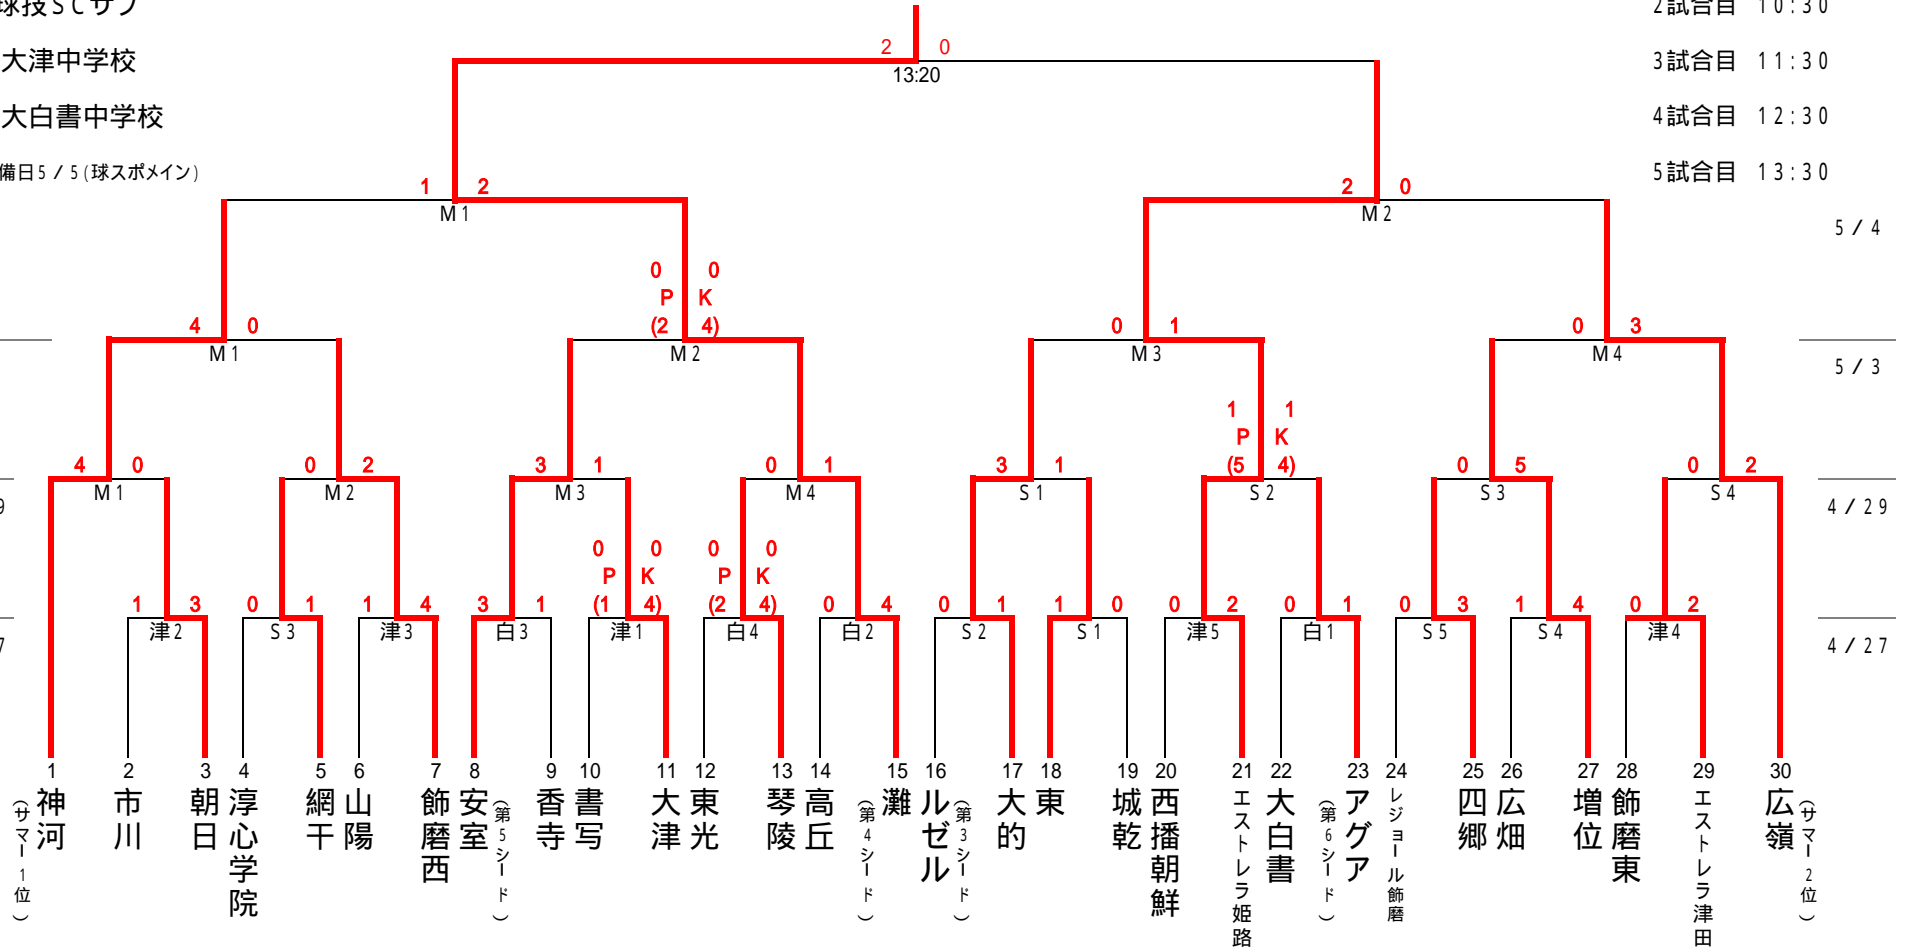 球技SCサブ
2試合目 10:30
2 0
大津中学校
13:20
3試合目 11:30
大白書中学校
4試合目 12:30
備日5/5(球スポメイン)
5試合目 13:30
1 2
M1
2 0
M2
5/4
0 0
P K
(2 4)
4 0
M1
M2
0 1
M3
0 3
M4
5/3
1 1
P K
(5 4)
4 0
M1
0 2
M2
3 1
M3
0 1
M4
3 1
S1
S2
0 5
S3
0 2
S4
9
4/29
0 0
P K
(1 4)
0 0
P K
(2 4)
1 3
津2
0 1
S3
1 4
津3
3 1
白3
津1
白4
0 4
白2
0 1
S2
1 0
S1
0 2
津5
0 1
白1
0 3
S5
1 4
S4
0 2
津4
7
4/27
1 2 3 4 5 6 7 8 9 10 11 12 13 14 15 16 17 18 19 20 21 22 23 24 25 26 27 28 29 30
神河
(サマー1位)
市川
朝日
淳心学院
網干
山陽
飾磨西
安室
(第5シード)
香寺
書写
大津
東光
琴陵
高丘
(第4シード)
灘
ルゼル
(第3シード)
大的
東
城乾
西播朝鮮
エストレラ姫路
大白書
(第6シード)
アグア
レジョール飾磨
四郷
広畑
増位
飾磨東
エストレラ津田
広嶺
(サマー2位)